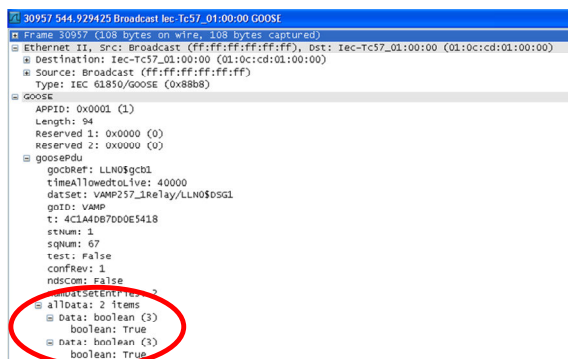 30957 544.929425 Broadcast Iec-Tc57_01:00:00 GOOSE
Frame 30957 (108 bytes on wire, 108 bytes captured)
Ethernet II, Src: Broadcast (ff:ff:ff:ff:ff:ff), Dst: Iec-Tc57_01:00:00 (01:0c:cd:01:00:00)
Destination: Iec-Tc57_01:00:00 (01:0c:cd:01:00:00)
Source: Broadcast (ff:ff:ff:ff:ff:ff)
Type: IEC 61850/GOOSE (0x88b8)
GOOSE
APPID: 0x0001 (1)
Length: 94
Reserved 1: 0x0000 (0)
Reserved 2: 0x0000 (0)
goosePdu
gocbRef: LLN0$gcb1
timeAllowedtoLive: 40000
datSet: VAMP257_1Relay/LLN0$DSG1
goID: VAMP
t: 4C1A4DB7DD0E5418
stNum: 1
sqNum: 67
test: False
confRev: 1
ndsCom: False
numDatSetEntries: 2
allData: 2 items
Data: boolean (3)
boolean: True
Data: boolean (3)
boolean: True